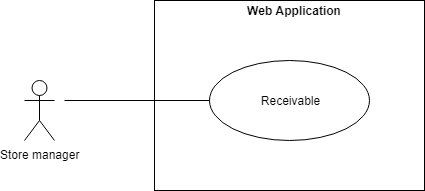 Web Application
Receivable
Store manager